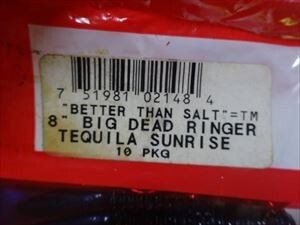 7 51981 02148 4
"BETTER THAN SALT"=TM
8" BIG DEAD RINGER
TEQUILA SUNRISE
10 PKG